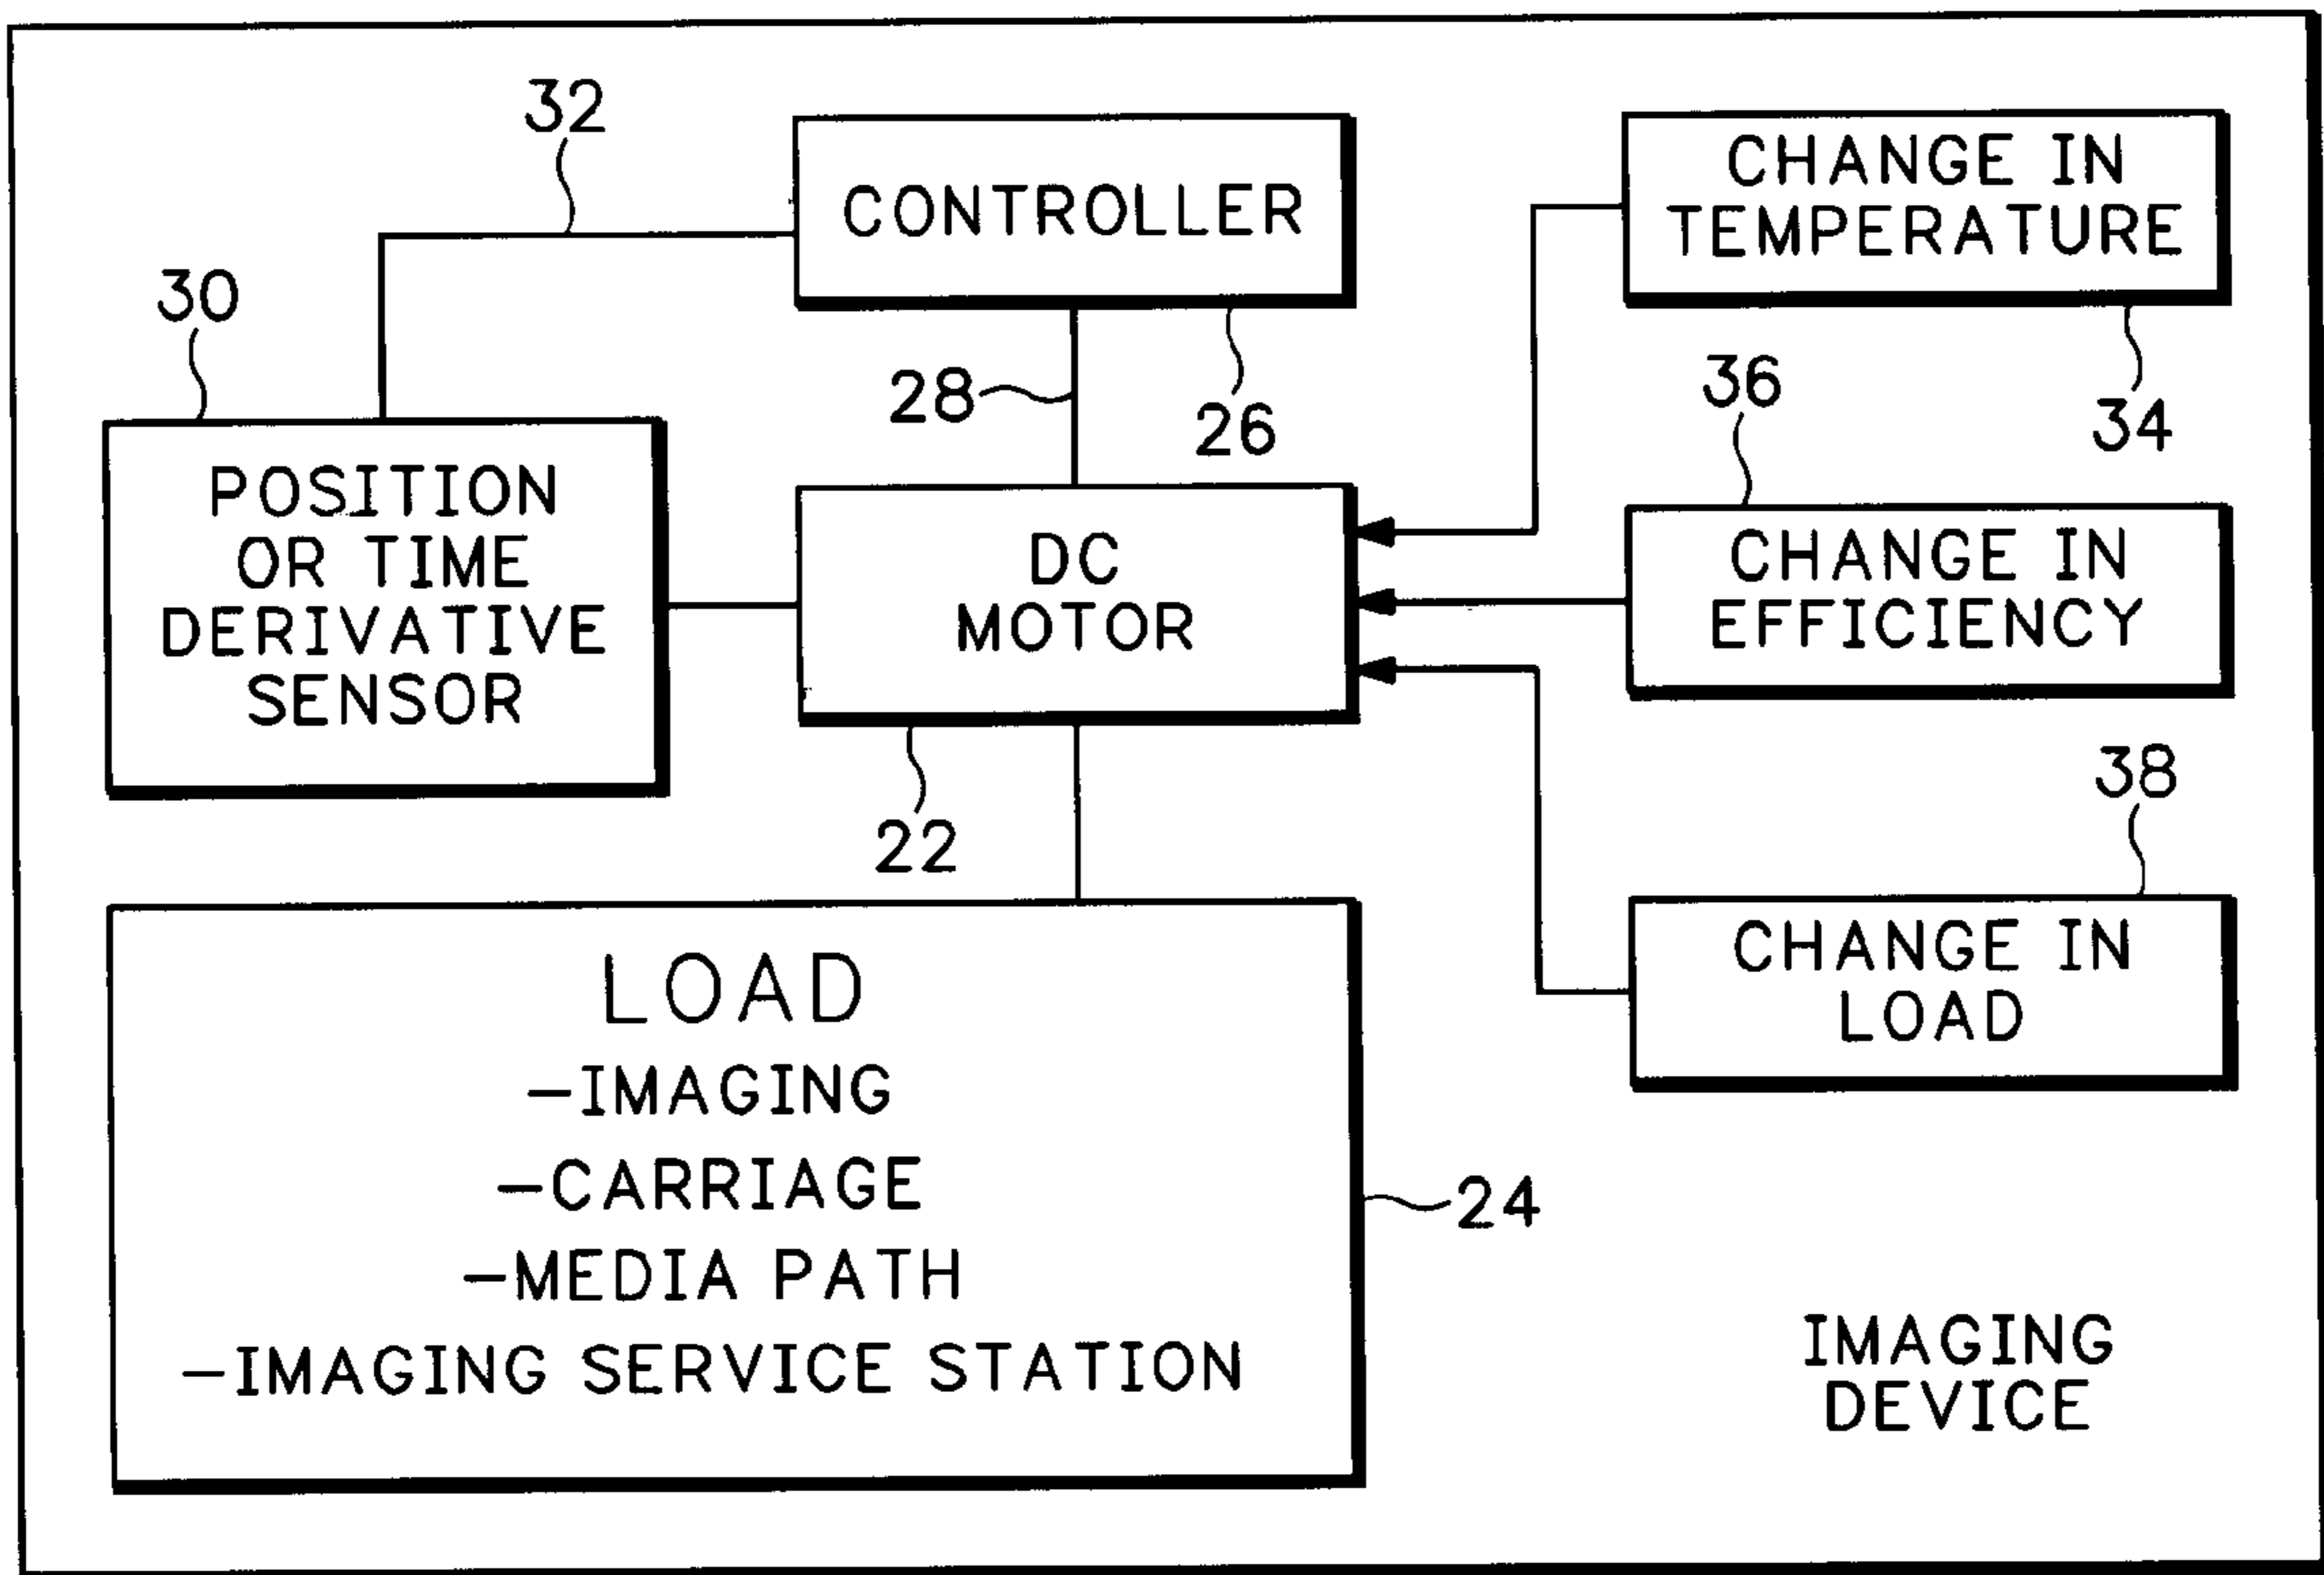 32
CONTROLLER
26
28
30
POSITION
OR TIME
DERIVATIVE
SENSOR
DC
MOTOR
22
CHANGE IN
TEMPERATURE
34
36
CHANGE IN
EFFICIENCY
38
CHANGE IN
LOAD
LOAD
-IMAGING
-CARRIAGE
-MEDIA PATH
-IMAGING SERVICE STATION
24
IMAGING
DEVICE